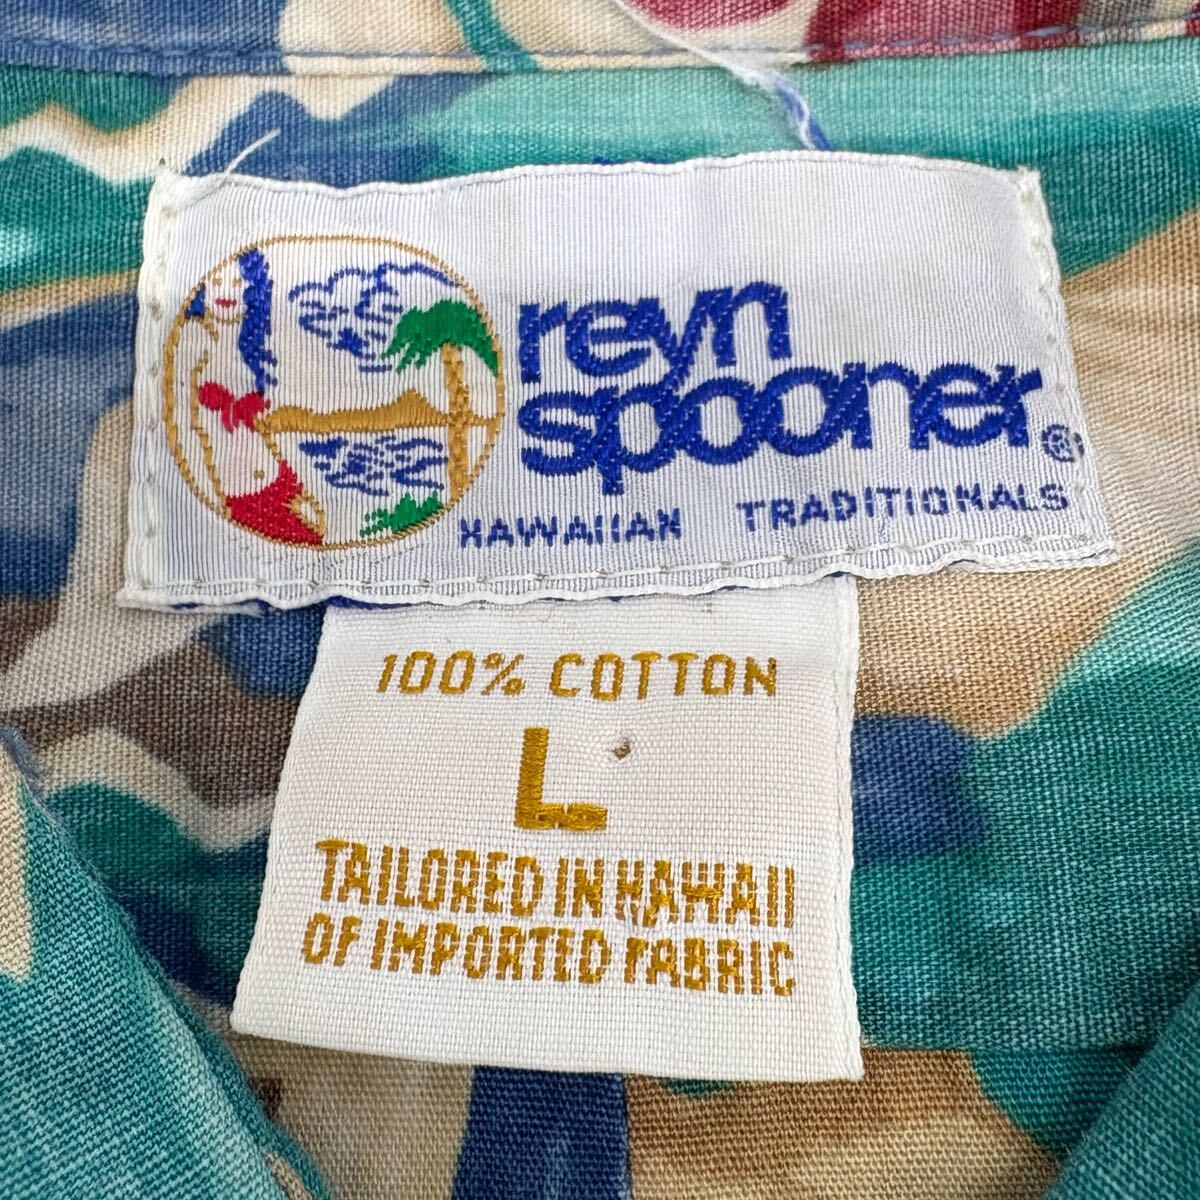 reyn
spooner®
HAWAIIAN TRADITIONALS
100% COTTON
L
TAILORED IN HAWAII
OF IMPORTED FABRIC